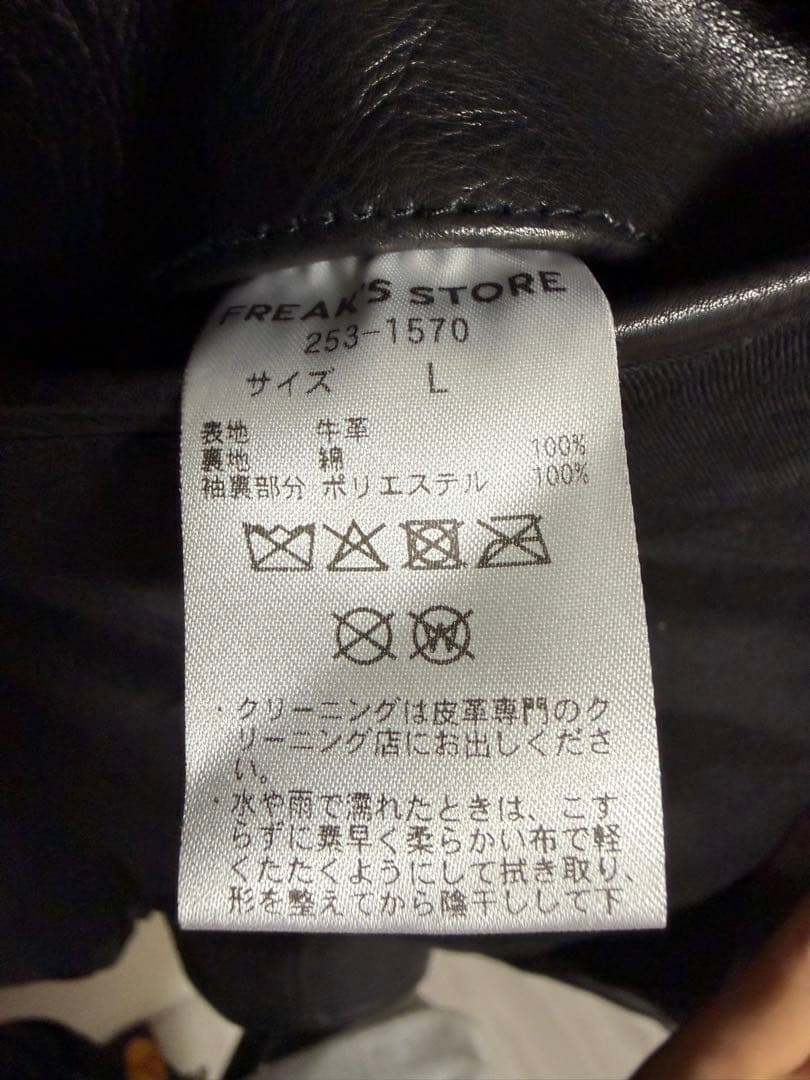 FREAK'S STORE
253-1570
サイズ L
表地 牛革
裏地 綿 100%
袖裏部分 ポリエステル 100%
W
・クリーニングは皮革専門のク
リーニング店にお出しくださ
い。
・水や雨で濡れたときは、こす
らずに素早く柔らかい布で軽
くたたくようにして拭き取り、
形を整えてから陰干しして下